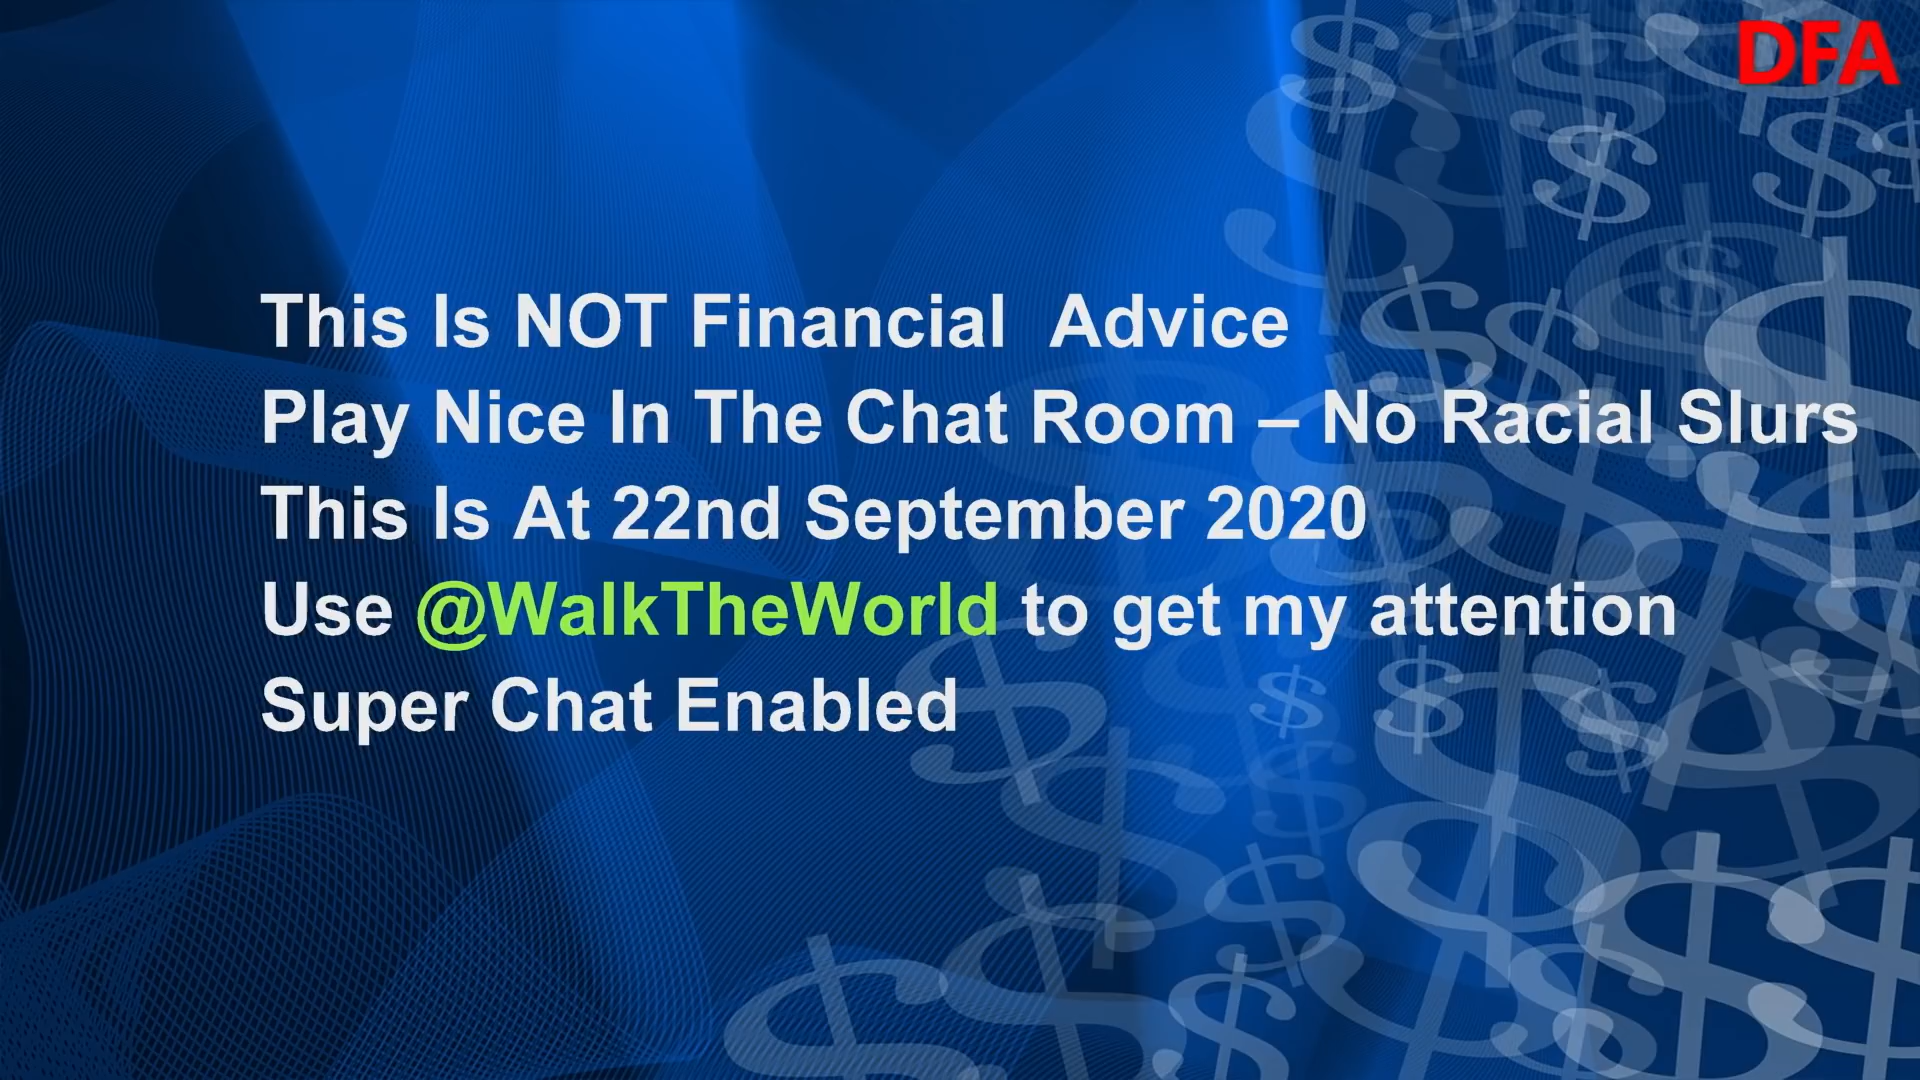 DFA
This Is NOT Financial  Advice
Play Nice In The Chat Room – No Racial Slurs
This Is At 22nd September 2020
Use @WalkTheWorld to get my attention
Super Chat Enabled